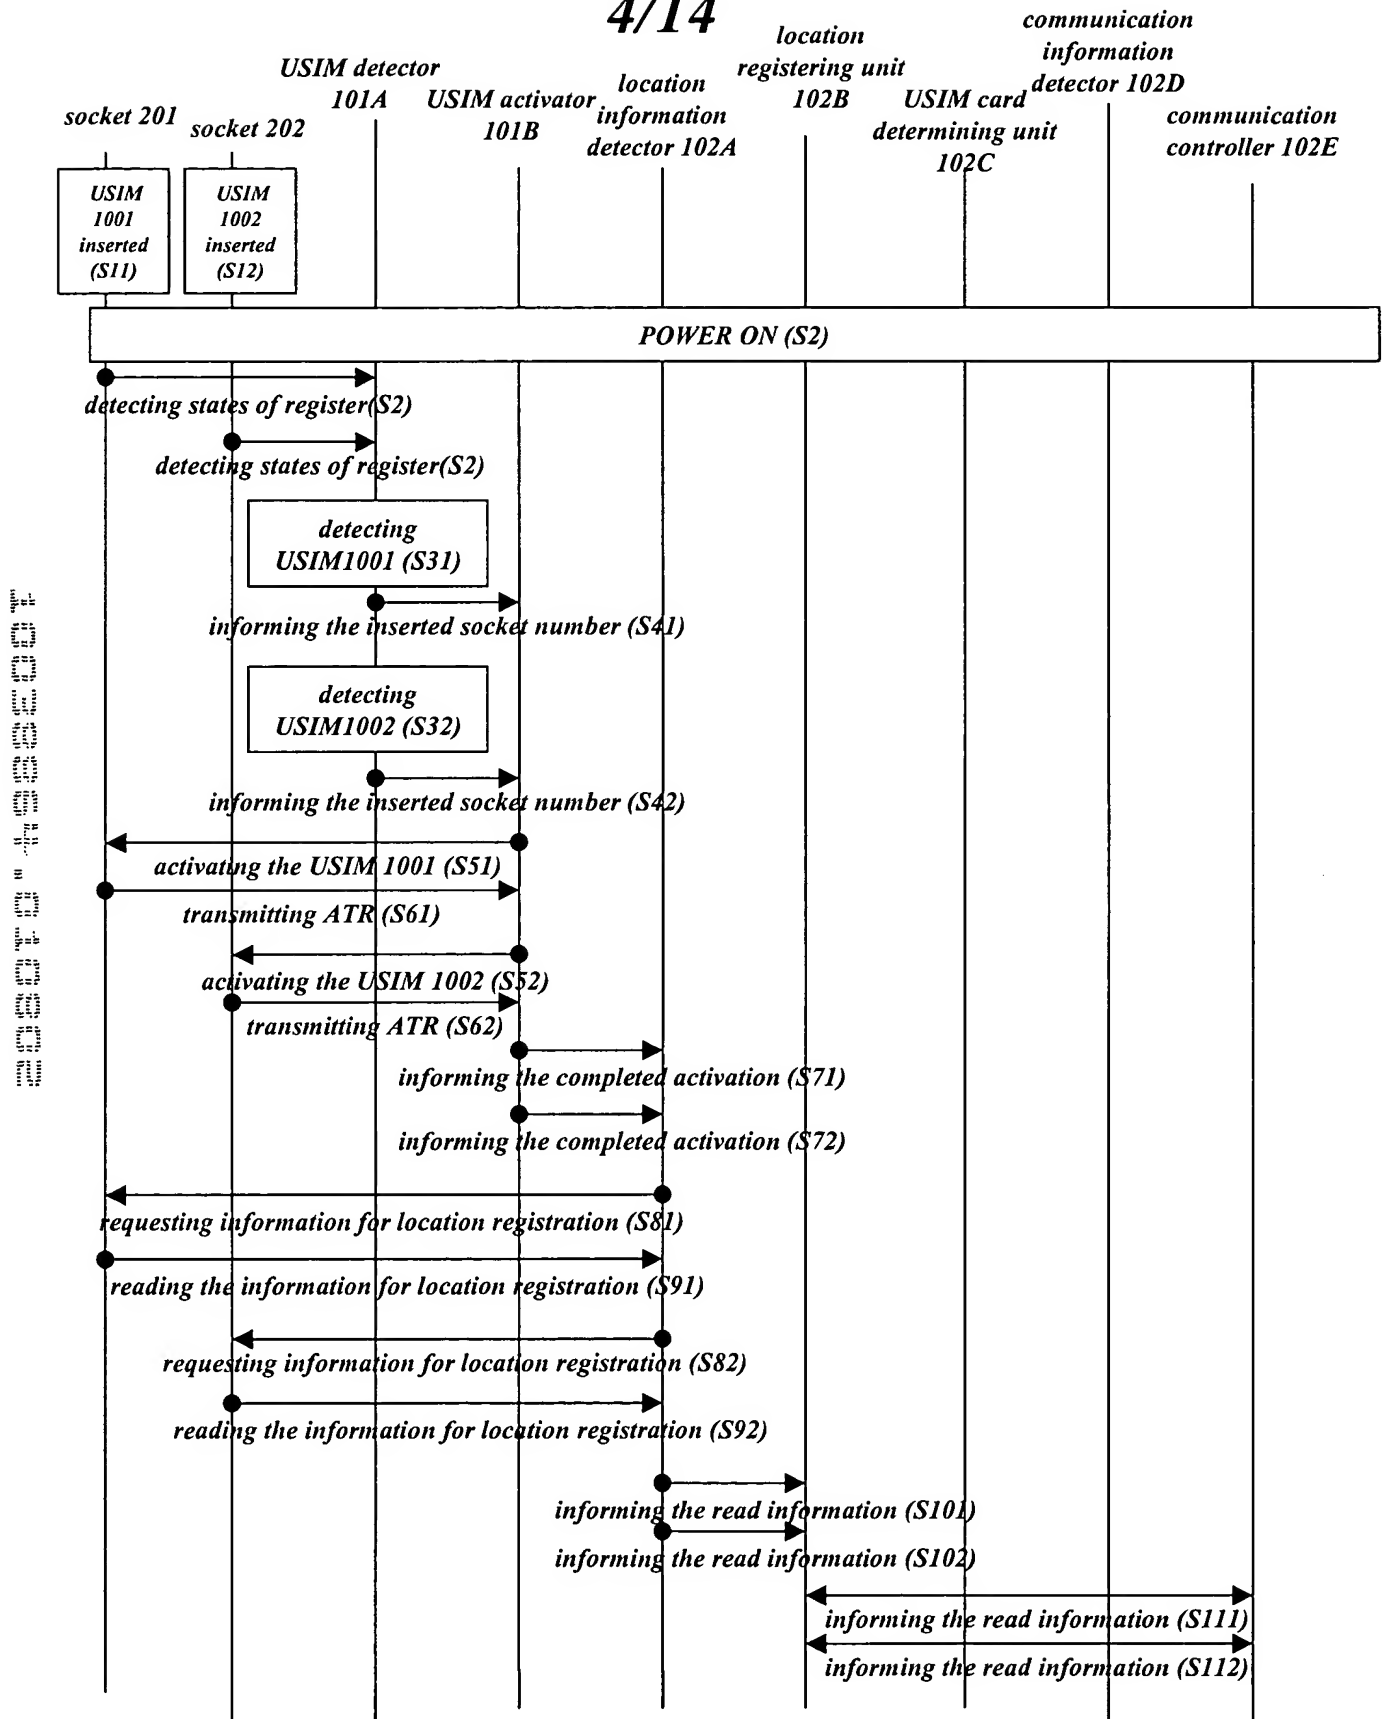 4/14
socket 201
socket 202
USIM detector
101A
USIM activator
101B
location
information
detector 102A
location
registering unit
102B
USIM card
determining unit
102C
communication
information
detector 102D
communication
controller 102E
USIM
1001
inserted
(S11)
USIM
1002
inserted
(S12)
POWER ON (S2)
detecting states of register(S2)
detecting states of register(S2)
detecting
USIM1001 (S31)
informing the inserted socket number (S41)
detecting
USIM1002 (S32)
informing the inserted socket number (S42)
activating the USIM 1001 (S51)
transmitting ATR (S61)
activating the USIM 1002 (S52)
transmitting ATR (S62)
informing the completed activation (S71)
informing the completed activation (S72)
requesting information for location registration (S81)
reading the information for location registration (S91)
requesting information for location registration (S82)
reading the information for location registration (S92)
informing the read information (S101)
informing the read information (S102)
informing the read information (S111)
informing the read information (S112)